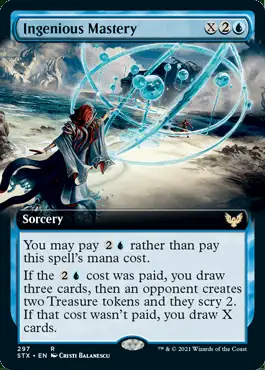 Ingenious Mastery X 2
Sorcery
You may pay 2 rather than pay
this spell's mana cost.
If the 2 cost was paid, you draw
three cards, then an opponent creates
two Treasure tokens and they scry 2.
If that cost wasn't paid, you draw X
cards.
297 R
STX • EN CRISTI BALANESCU ™ & © 2021 Wizards of the Coast